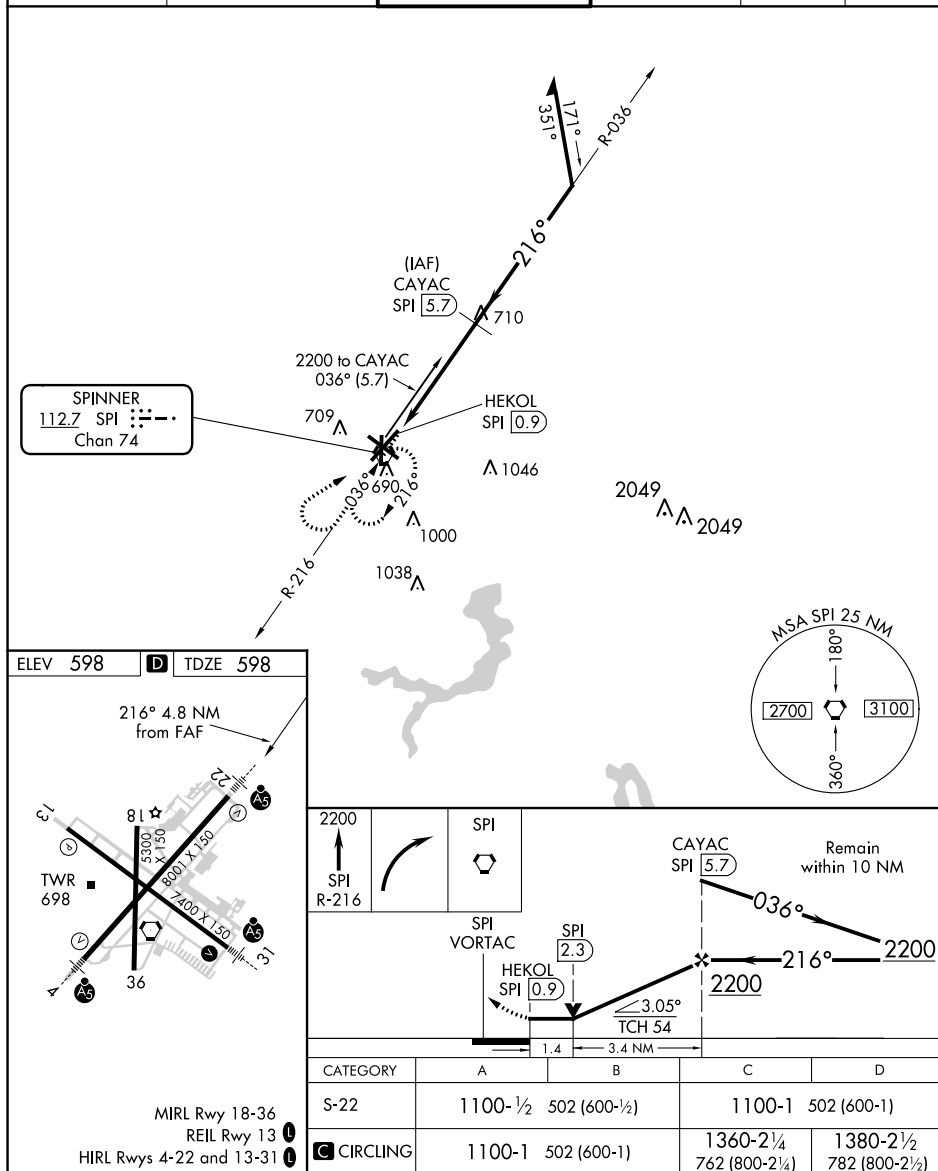 R-036
171°
351°
216°
(IAF)
CAYAC
SPI 5.7
710
2200 to CAYAC
036° (5.7)
SPINNER
112.7 SPI
Chan 74
HEKOL
SPI 0.9
709
1046
690
036°
216°
2049
2049
1000
1038
R-216
MSA SPI 25 NM
180°
2700
3100
360°
ELEV 598
D
TDZE 598
216° 4.8 NM
from FAF
22
A5
13
18
V
P
5300
X 150
8001 X 150
7400 X 150
TWR
698
V
V
A5
31
4
A5
36
MIRL Rwy 18-36
REIL Rwy 13 L
HIRL Rwys 4-22 and 13-31 L
2200
SPI
R-216
SPI
CAYAC
SPI 5.7
Remain
within 10 NM
036°
2200
216°
2200
SPI
VORTAC
HEKOL
SPI 0.9
SPI
2.3
3.05°
TCH 54
1.4
3.4 NM
CATEGORY A B C D
S-22 1100-½ 502 (600-½) 1100-1 502 (600-1)
C CIRCLING 1100-1 502 (600-1) 1360-2¼ 762 (800-2¼) 1380-2½ 782 (800-2½)